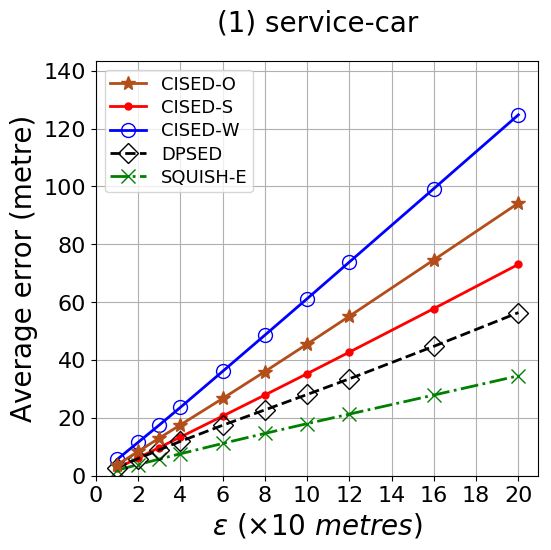 (1) service-car
Average error (metre)
140
120
100
80
60
40
20
0
CISED-O
CISED-S
CISED-W
DPSED
SQUISH-E
0 2 4 6 8 10 12 14 16 18 20
ε (×10 metres)